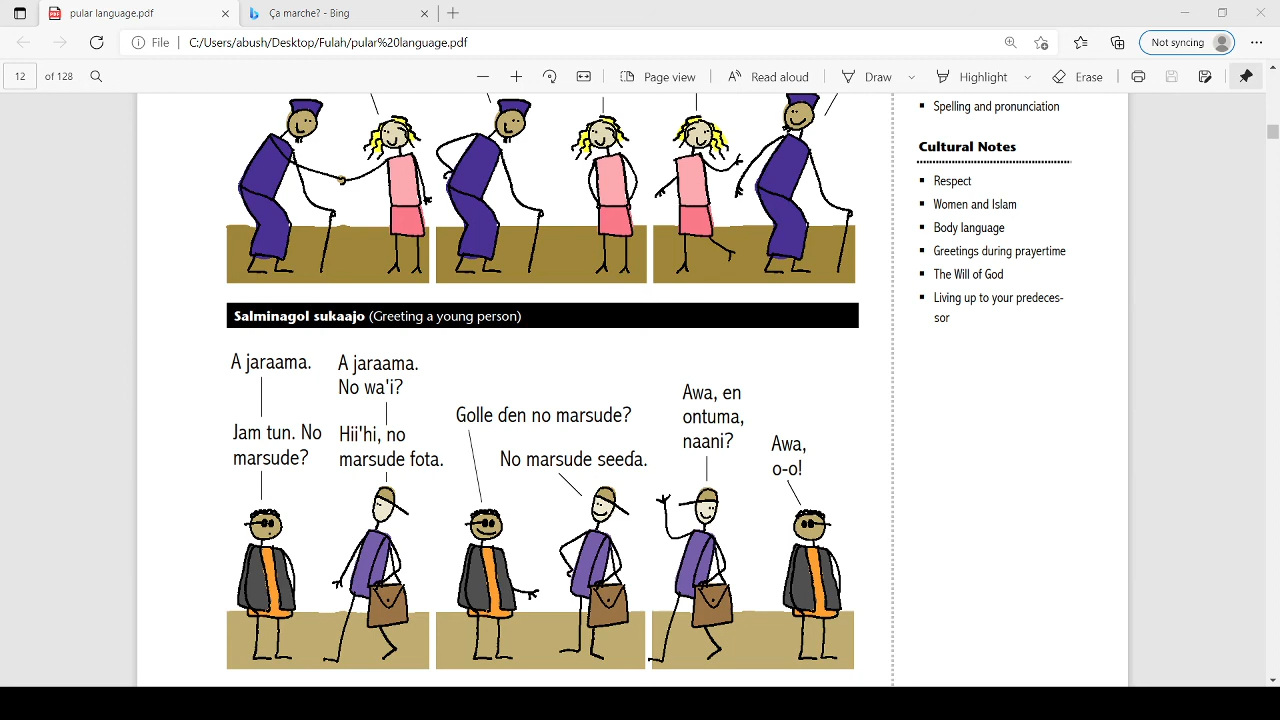 pular language.pdf
Ça marche? - Bing
File
C:/Users/abush/Desktop/Fulah/pular%20language.pdf
Not syncing
12 of 128
Page view
Read aloud
Draw
Highlight
Erase
Spelling and pronunciation
Cultural Notes
Respect
Women and Islam
Body language
Greetings during prayertime
The Will of God
Living up to your predeces-
sor
Salminagol sukaajo (Greeting a young person)
A jaraama.
Jam tun. No
marsude?
A jaraama.
No wa'i?
Hii'hi, no
marsude fota.
Golle ɗen no marsude?
No marsude seeɗa.
Awa, en
ontuma,
naani?
Awa,
o-o!